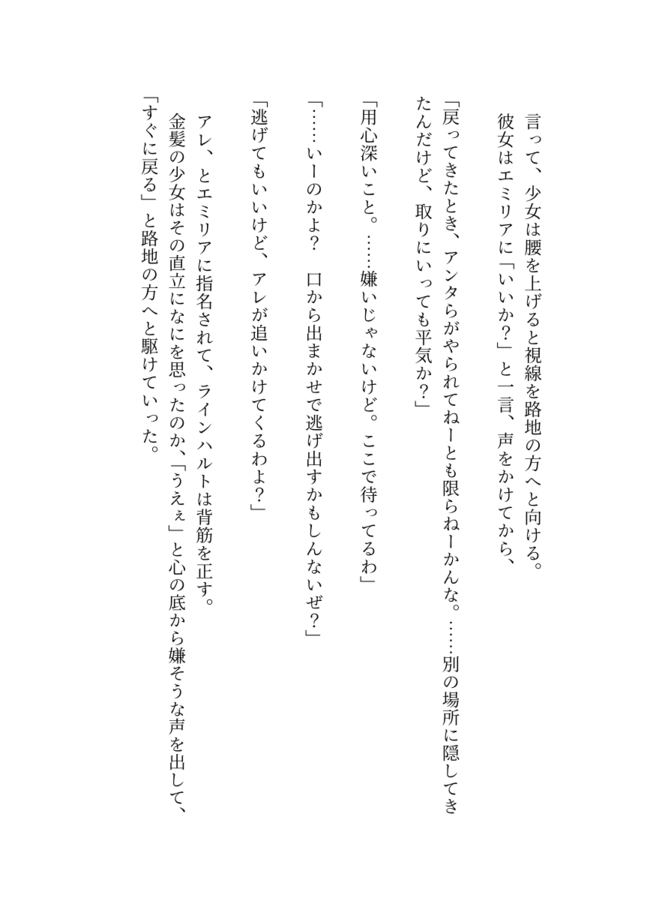 言って、少女は腰を上げると視線を路地の方へと向ける。
彼女はエミリアに「いいか？」と一言、声をかけてから、
「戻ってきたとき、アンタらがやられてねーとも限らねーかんな。……別の場所に隠してき
たんだけど、取りにいっても平気か？」
「用心深いこと。……嫌いじゃないけど。ここで待ってるわ」
「……いーのかよ？　口から出まかせで逃げ出すかもしんないぜ？」
「逃げてもいいけど、アレが追いかけてくるわよ？」
アレ、とエミリアに指名されて、ラインハルトは背筋を正す。
金髪の少女はその直立になにを思ったのか、「うえぇ」と心の底から嫌そうな声を出して、
「すぐに戻る」と路地の方へと駆けていった。